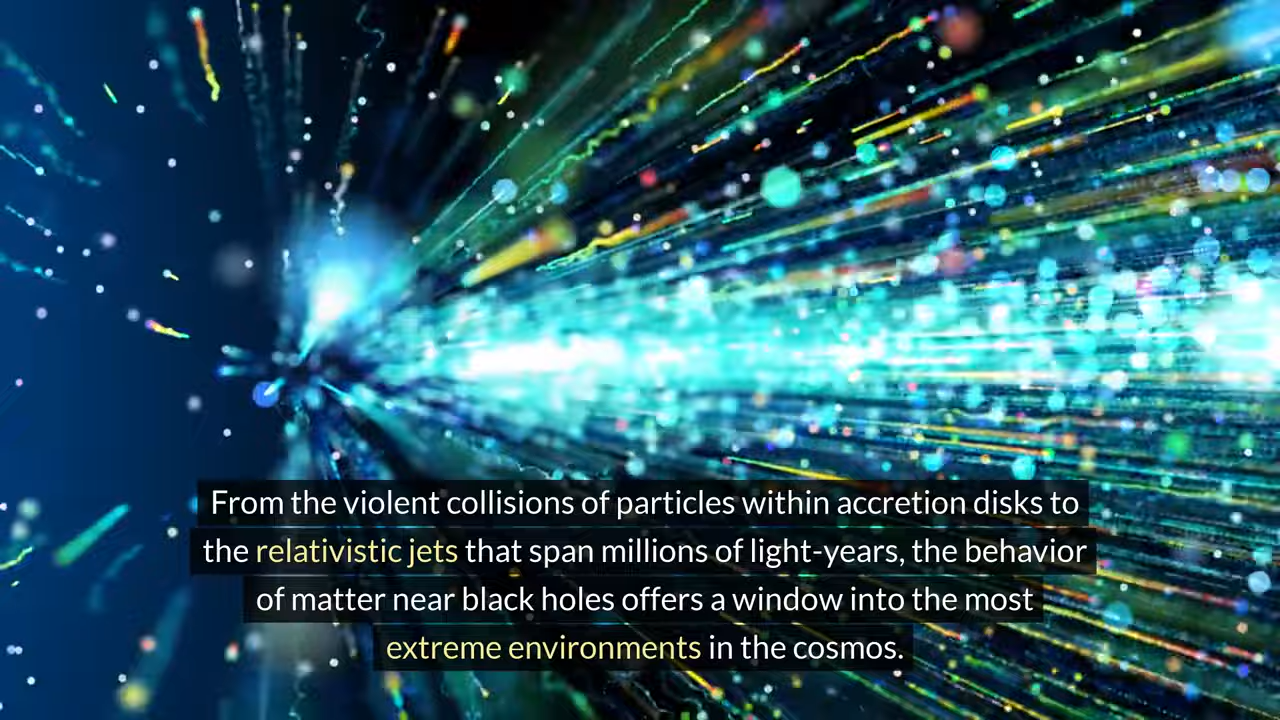 From the violent collisions of particles within accretion disks to
the relativistic jets that span millions of light-years, the behavior
of matter near black holes offers a window into the most
extreme environments in the cosmos.